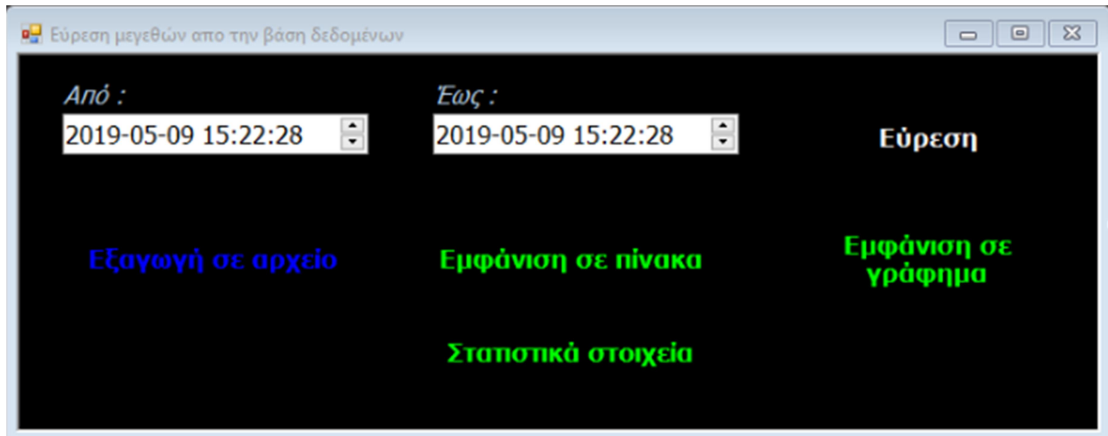 Εύρεση μεγεθών απο την βάση δεδομένων
Από :
Έως :
2019-05-09 15:22:28
2019-05-09 15:22:28
Εύρεση
Εξαγωγή σε αρχείο
Εμφάνιση σε πίνακα
Εμφάνιση σε
γράφημα
Στατιστικά στοιχεία